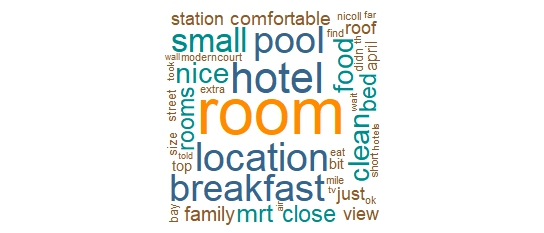 station comfortable
nicoll far
find
roof
small pool
wall moderncourt
took
nice hotel
extra
food
didn th
april
street
rooms
room
wait
bed
clean
short hotels
size
told
top
location
eat
bit
breakfast
mile
tv
just ok
bay
family mrt
air
close view